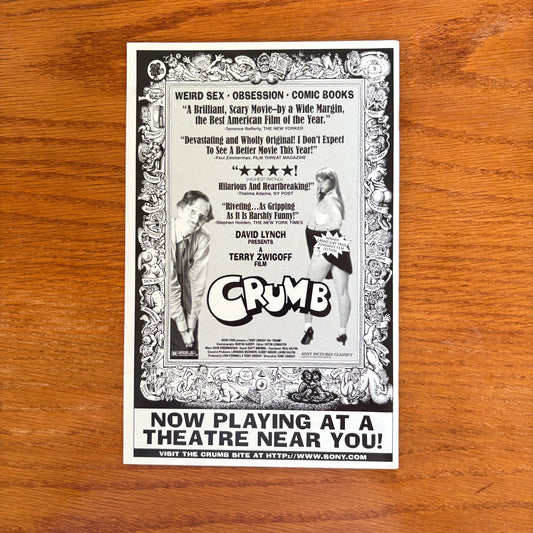 WEIRD SEX · OBSESSION · COMIC BOOKS
"A Brilliant, Scary Movie–by a Wide Margin,
the Best American Film of the Year."
-Terrence Rafferty, THE NEW YORKER
"Devastating and Wholly Original! I Don't Expect
To See A Better Movie This Year!"
-Paul Zimmerman, FILM THREAT MAGAZINE
"★★★★!
(HIGHEST RATING)
Hilarious And Heartbreaking!"
-Thelma Adams, NY POST
"Riveting...As Gripping
As It Is Harshly Funny!"
-Stephen Holden, THE NEW YORK TIMES
DAVID LYNCH
PRESENTS
A
TERRY ZWIGOFF
FILM
CRUMB
SONY PICTURES CLASSICS
NOW PLAYING AT A
THEATRE NEAR YOU!
VISIT THE CRUMB SITE AT HTTP://WWW.SONY.COM